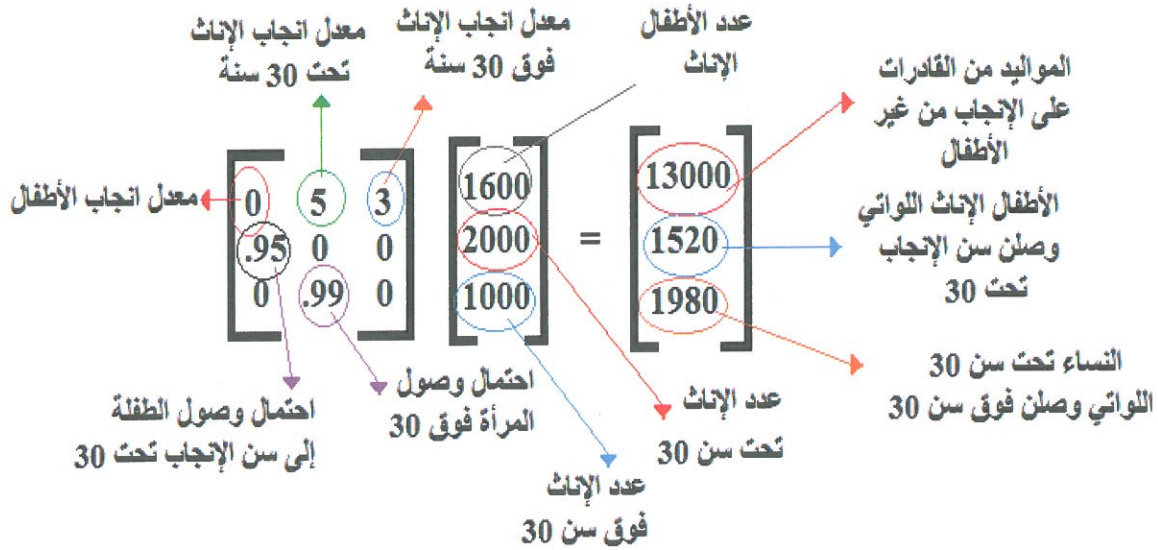 معدل انجاب الإناث
تحت 30 سنة
معدل انجاب الإناث
فوق 30 سنة
عدد الأطفال
الإناث
المواليد من القادرات
على الإنجاب من غير
الأطفال
معدل انجاب الأطفال
0 5 3
.95 0 0
0 .99 0
1600
2000
1000
=
13000
1520
1980
الأطفال الإناث اللواتي
وصلن سن الإنجاب
تحت 30
النساء تحت سن 30
اللواتي وصلن فوق سن 30
احتمال وصول الطفلة
إلى سن الإنجاب تحت 30
احتمال وصول
المرأة فوق 30
عدد الإناث
تحت سن 30
عدد الإناث
فوق سن 30